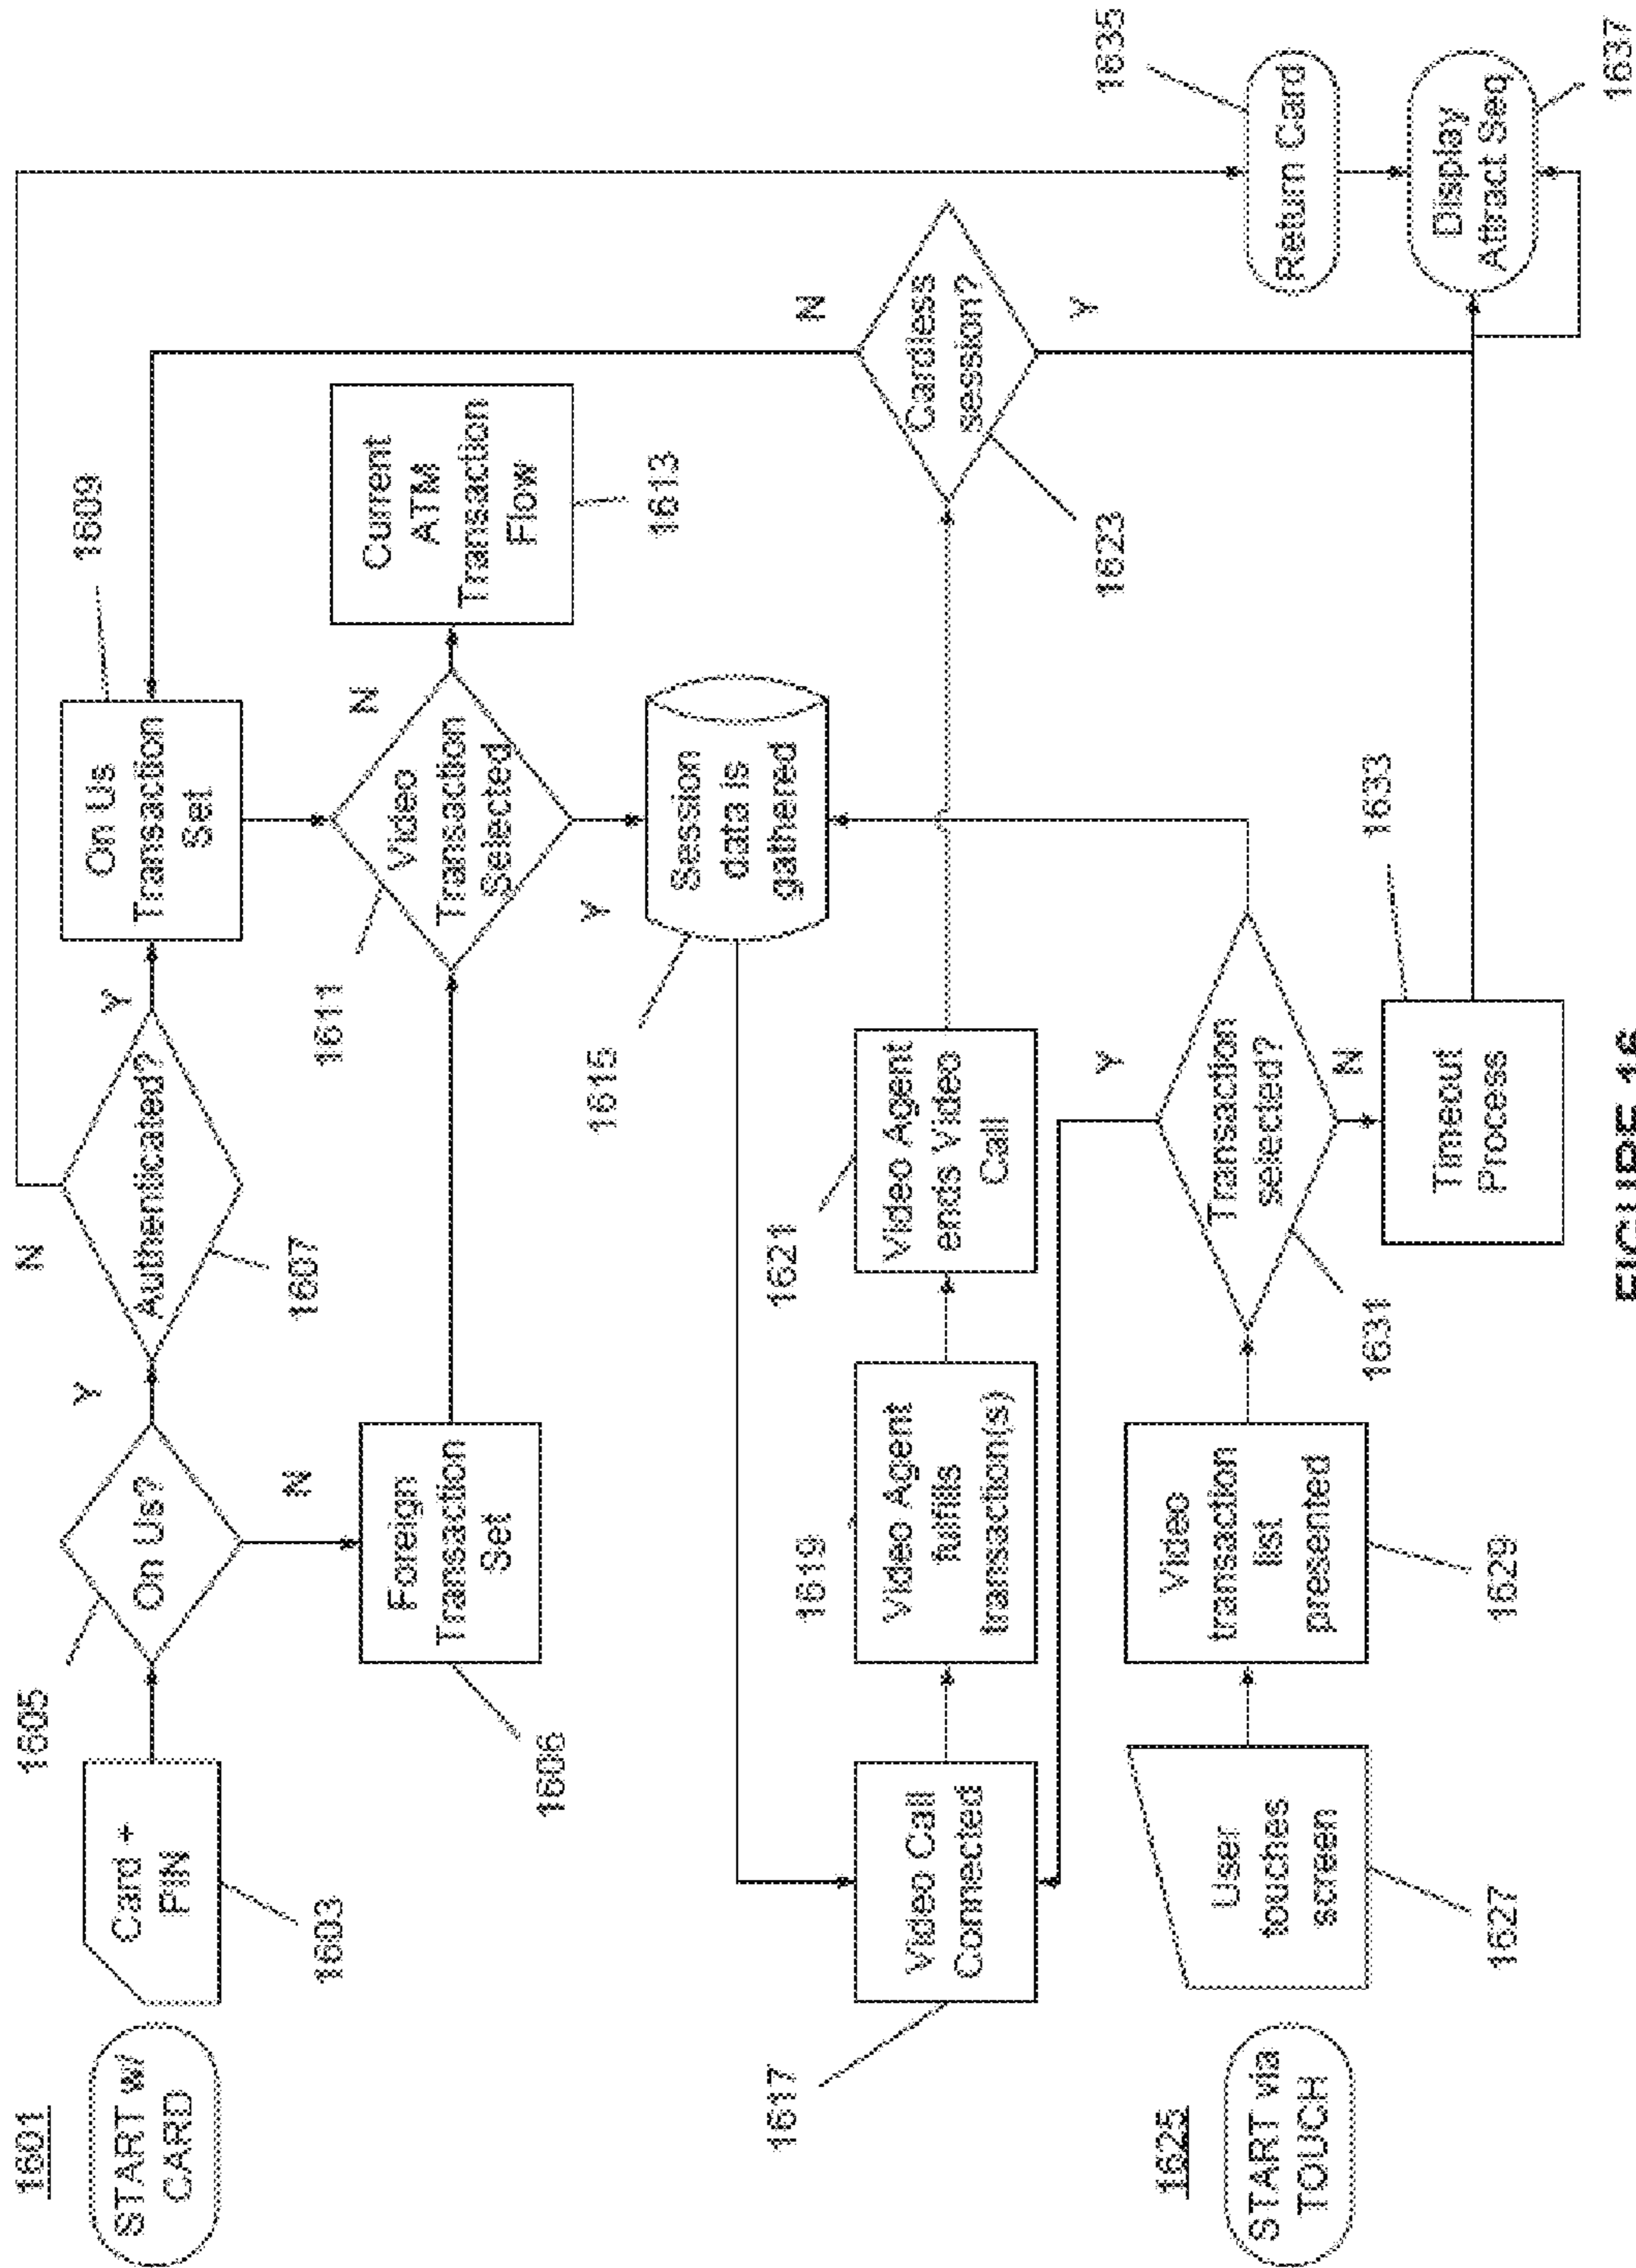 1601
START w/
CARD
Card +
PIN
1603
1605
On Us?
Y
N
Foreign
Transaction
Set
1606
N
Authenticated?
Y
1607
On Us
Transaction
Set
1609
Video
Transaction
Selected
1611
N
Y
Current
ATM
Transaction
Flow
1613
Session
data is
gathered
1615
Video Call
Connected
1617
1619
Video Agent
fulfills
transaction(s)
1621
Video Agent
ends Video
Call
Cardless
session?
1623
N
Y
1625
START via
TOUCH
User
touches
screen
1627
Video
transaction
list
presented
1629
Transaction
selected?
1631
Y
N
Timeout
Process
1633
Return Card
1635
Display
Attract Seq
1637
FIGURE 16